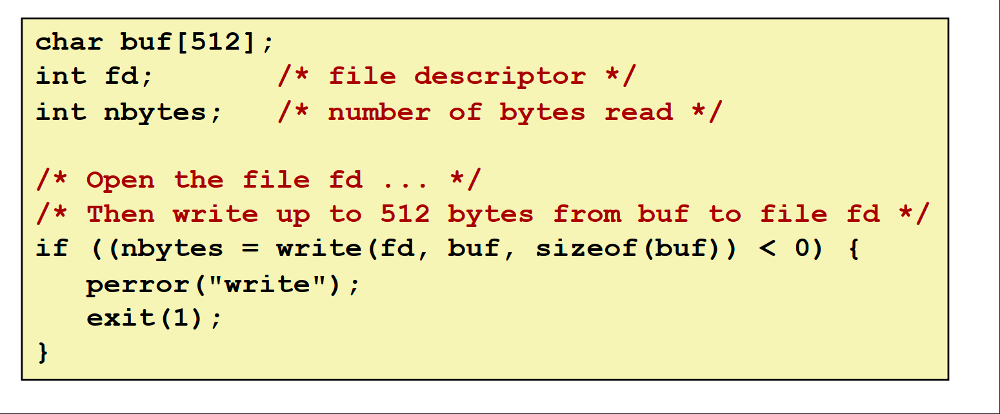 char buf[512];
int fd;       /* file descriptor */
int nbytes;   /* number of bytes read */
/* Open the file fd ... */
/* Then write up to 512 bytes from buf to file fd */
if ((nbytes = write(fd, buf, sizeof(buf)) < 0) {
   perror("write");
   exit(1);
}